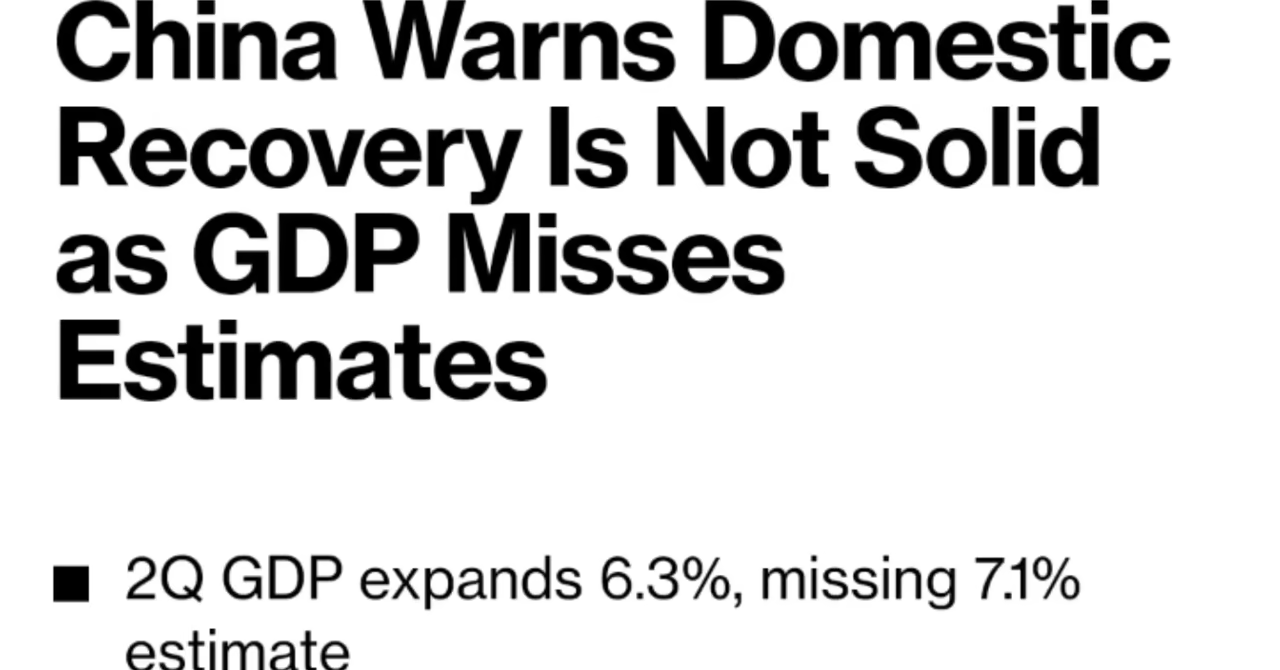 China Warns Domestic
Recovery Is Not Solid
as GDP Misses
Estimates
■ 2Q GDP expands 6.3%, missing 7.1%
estimate